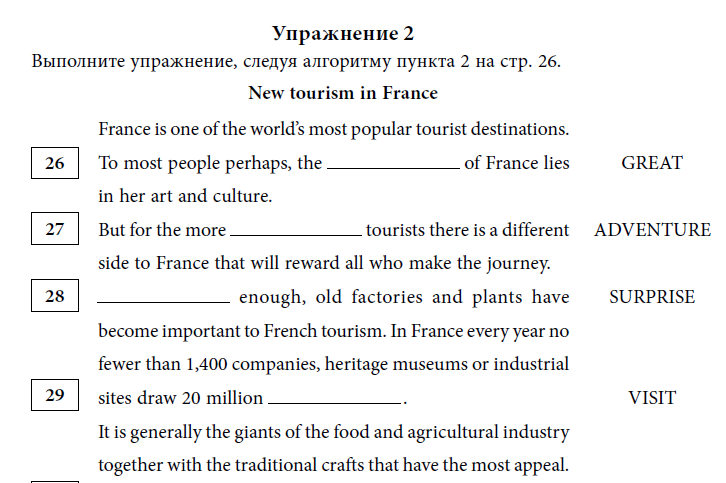 Упражнение 2
Выполните упражнение, следуя алгоритму пункта 2 на стр. 26.
New tourism in France
France is one of the world's most popular tourist destinations.
26 To most people perhaps, the ____________ of France lies GREAT
in her art and culture.
27 But for the more ____________ tourists there is a different ADVENTURE
side to France that will reward all who make the journey.
28 ____________ enough, old factories and plants have SURPRISE
become important to French tourism. In France every year no
fewer than 1,400 companies, heritage museums or industrial
29 sites draw 20 million ____________. VISIT
It is generally the giants of the food and agricultural industry
together with the traditional crafts that have the most appeal.